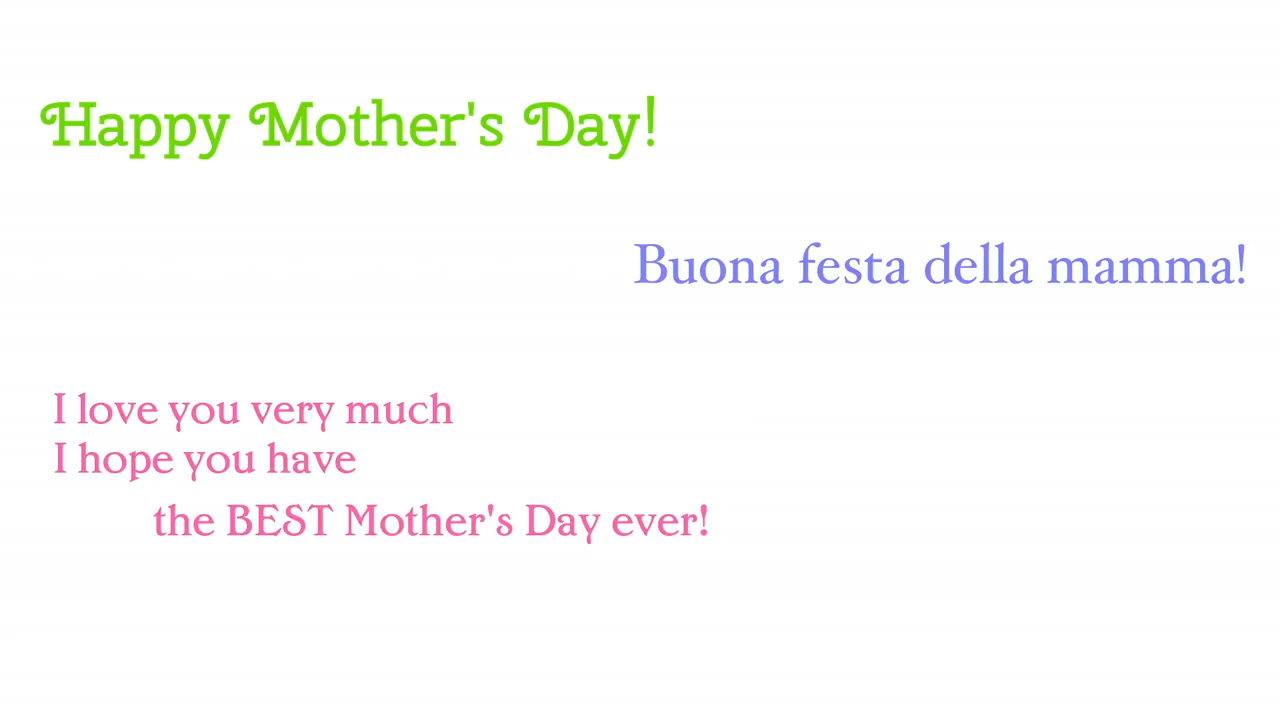 Happy Mother's Day!
Buona festa della mamma!
I love you very much
I hope you have
the BEST Mother's Day ever!